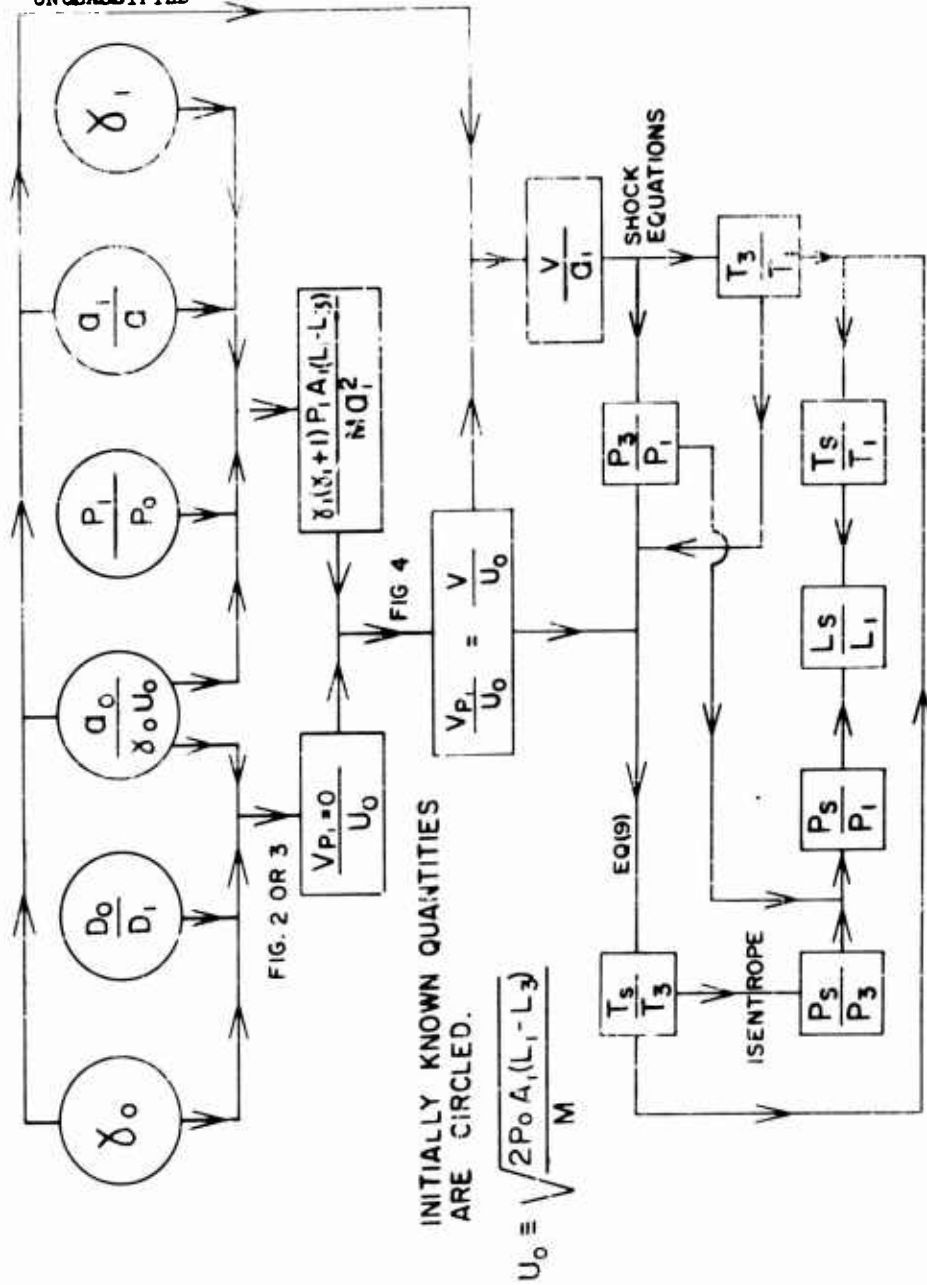 UNCLASSIFIED
γ₀
D₀/D₁
a₀/γ₀U₀
P₁/P₀
a₁/a
γ₁
FIG. 2 OR 3
V_{P₁=0}/U₀
γ₁(γ₁+1)P₁A₁(L₁-L₃)/Ma₁²
FIG 4
V_{P₁}/U₀ = V/U₀
V/a₁
SHOCK
EQUATIONS
INITIALLY KNOWN QUANTITIES
ARE CIRCLED.
U₀ ≡ √(2P₀A₁(L₁-L₃)/M)
P₃/P₁
T₃/T₁
EQ(9)
T_S/T₃
ISENTROPE
P_S/P₃
P_S/P₁
L_S/L₁
T_S/T₁